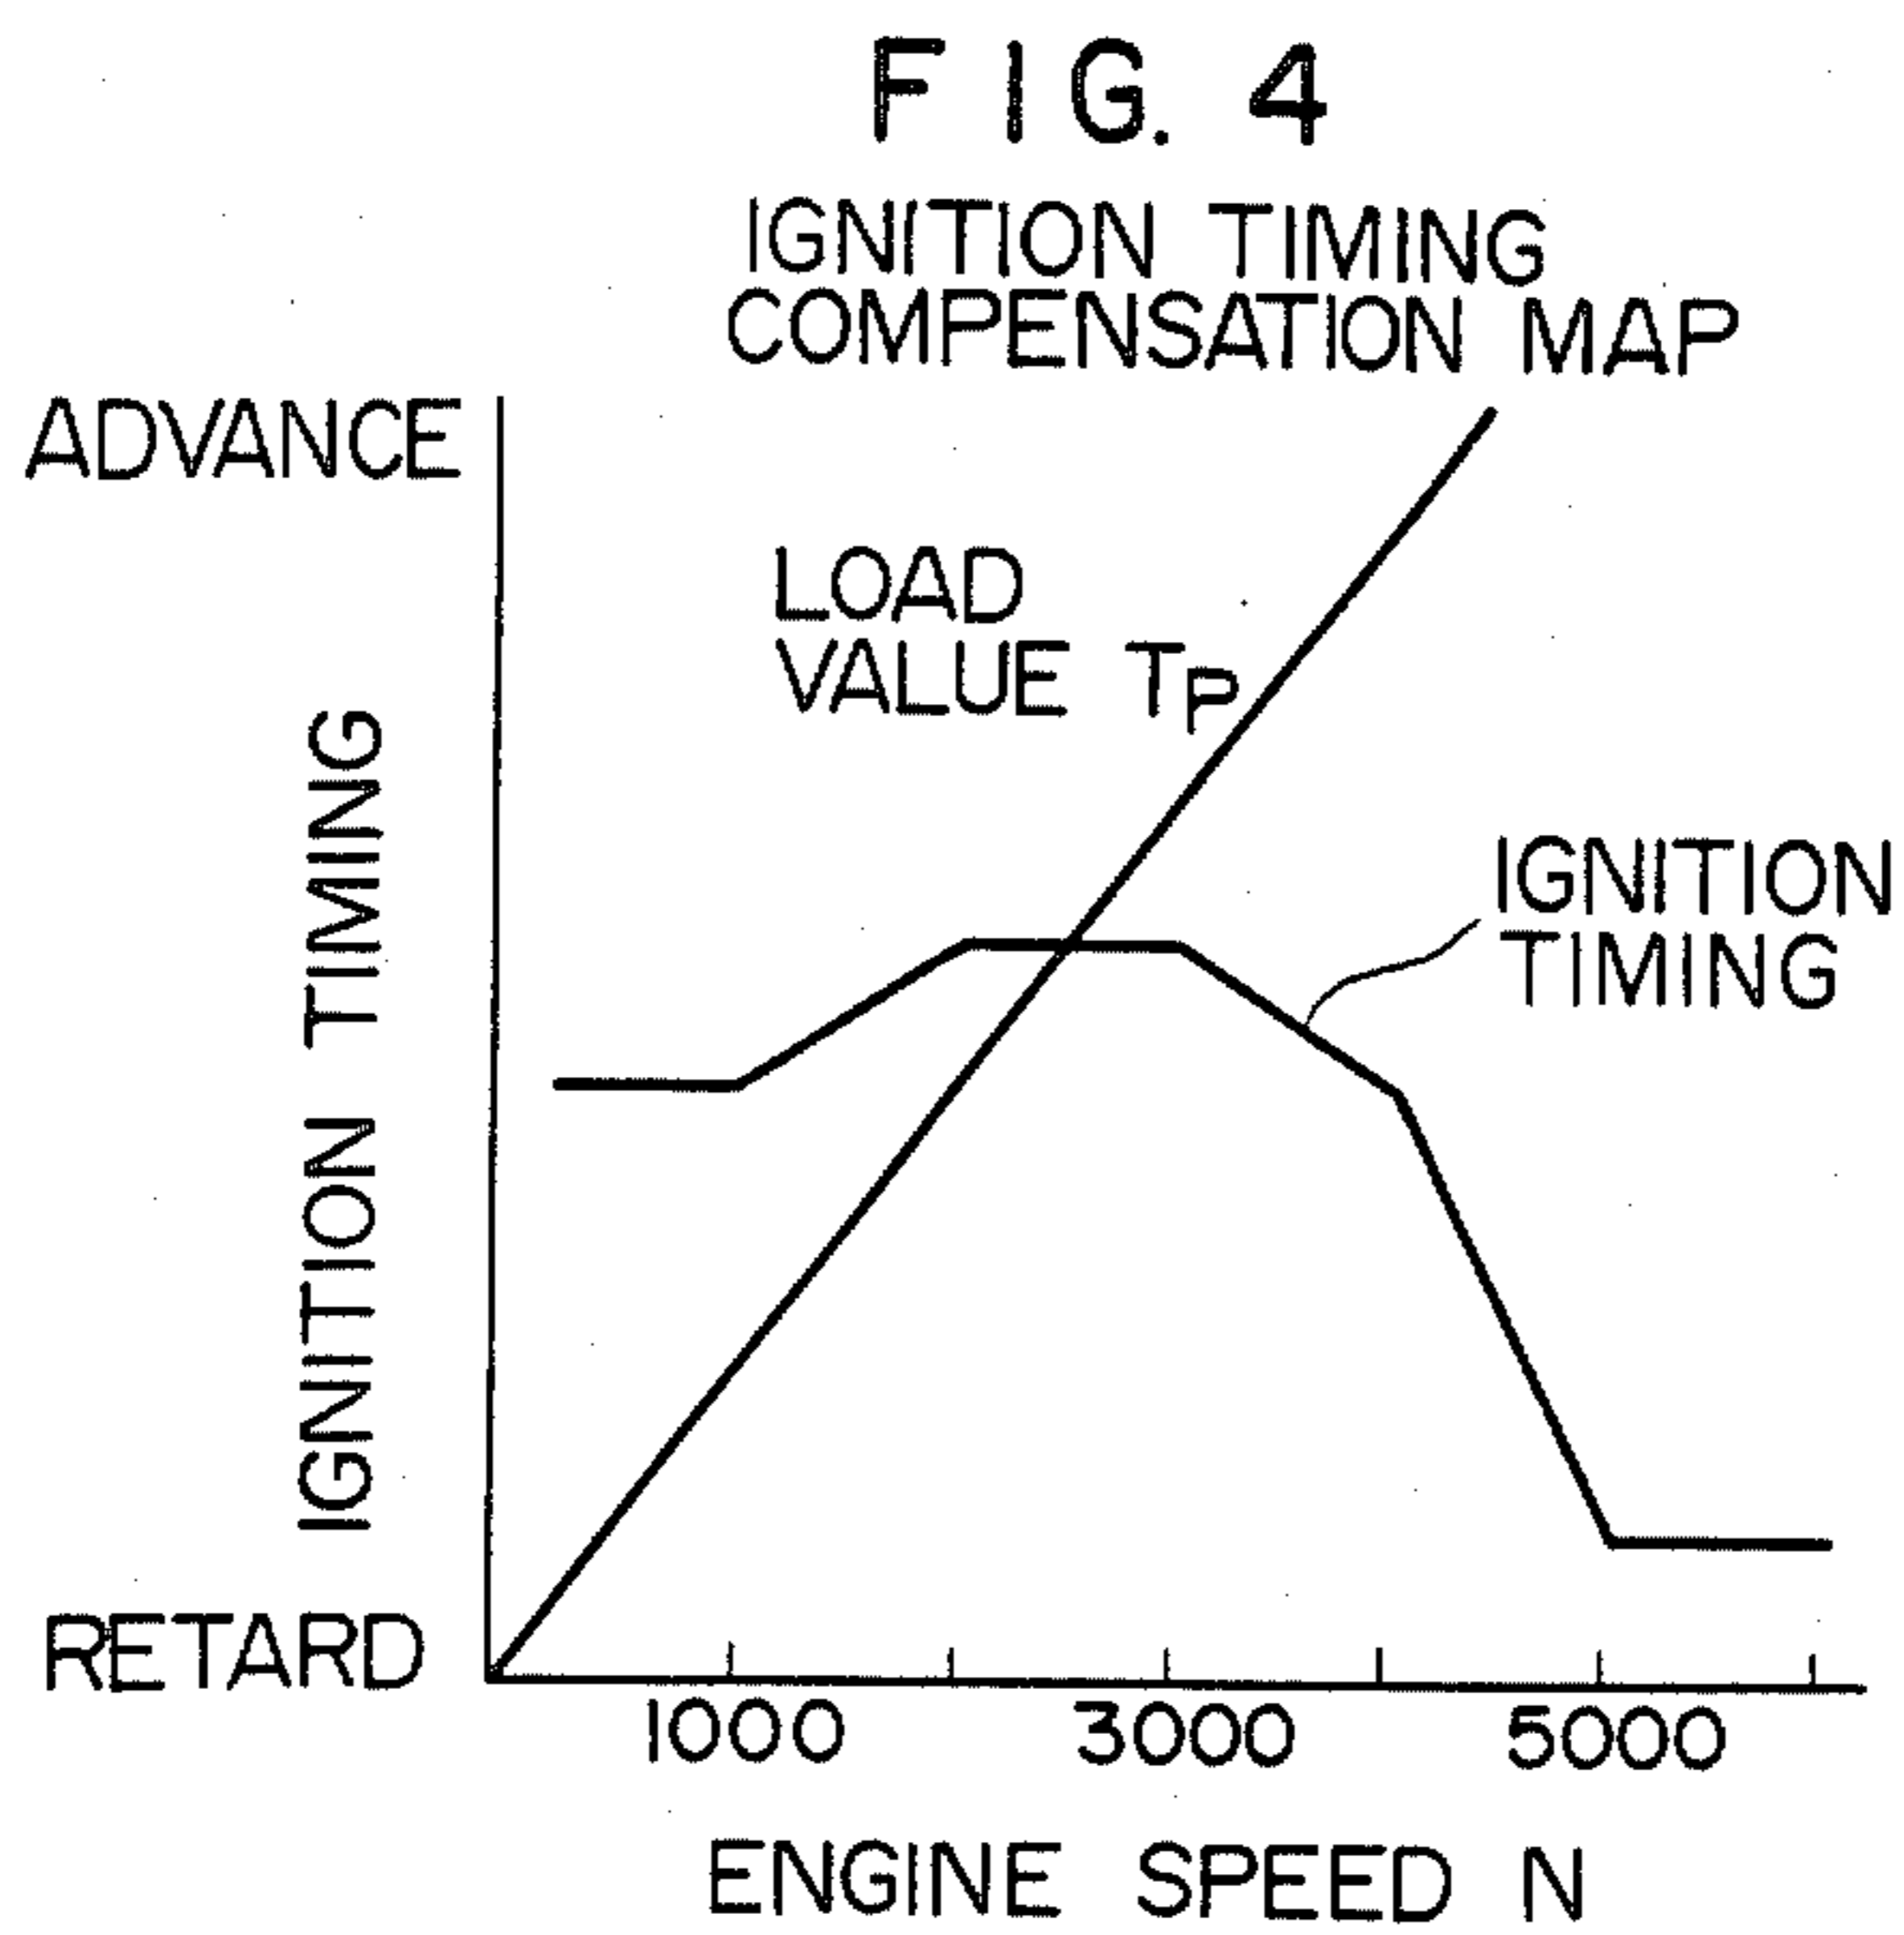 FIG. 4
IGNITION TIMING
COMPENSATION MAP
ADVANCE
LOAD
VALUE TP
IGNITION
TIMING
IGNITION TIMING
RETARD
1000 3000 5000
ENGINE SPEED N